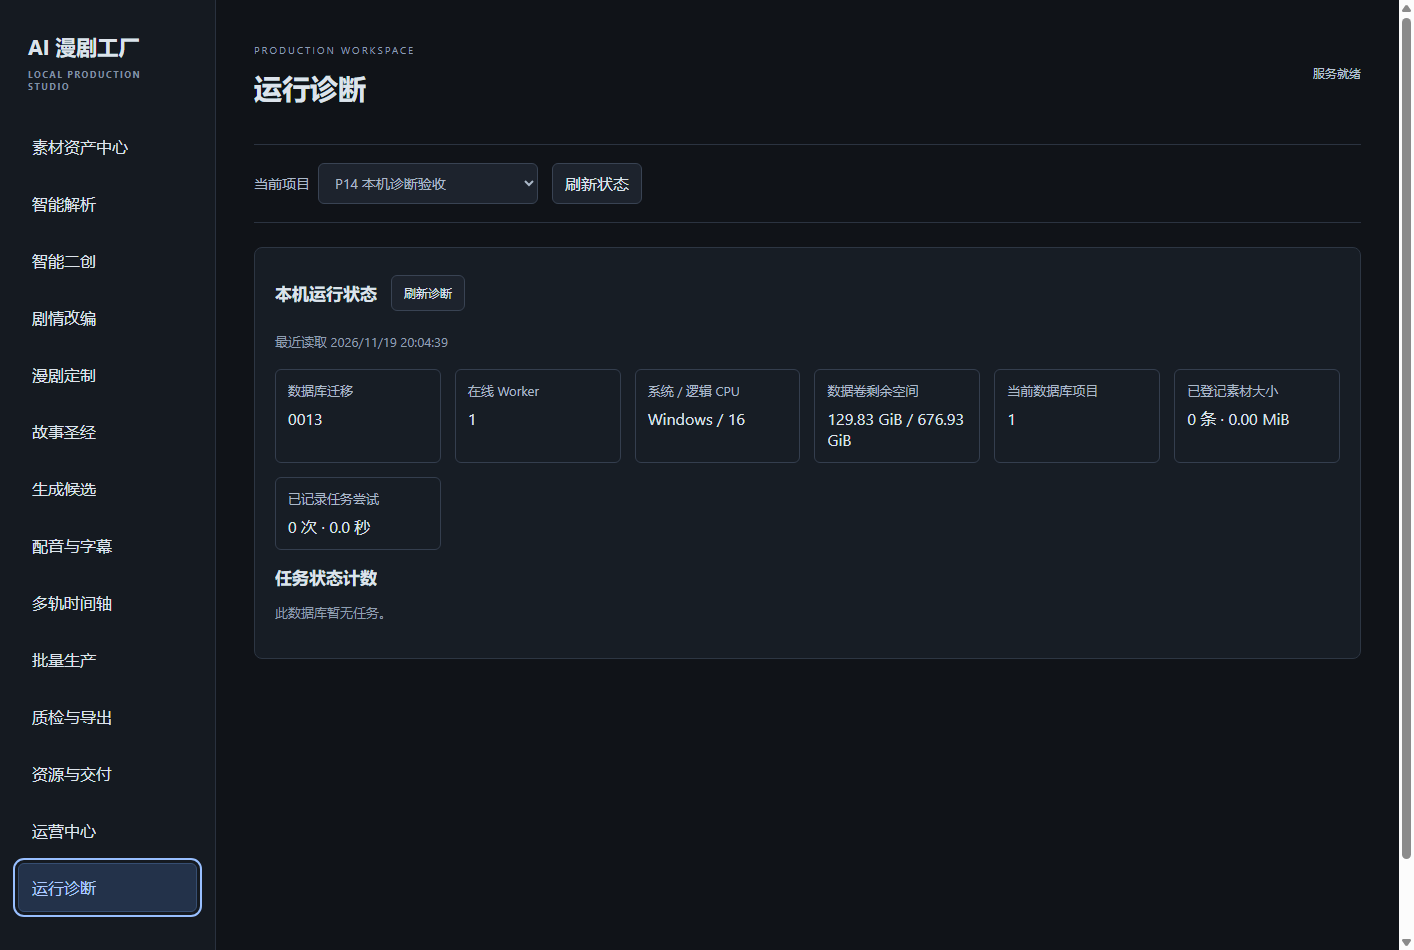 AI 漫剧工厂
LOCAL PRODUCTION
STUDIO
素材资产中心
智能解析
智能二创
剧情改编
漫剧定制
故事圣经
生成候选
配音与字幕
多轨时间轴
批量生产
质检与导出
资源与交付
运营中心
运行诊断
PRODUCTION WORKSPACE
运行诊断
服务就绪
当前项目
P14 本机诊断验收
刷新状态
本机运行状态
刷新诊断
最近读取 2026/11/19 20:04:39
数据库迁移
0013
在线 Worker
1
系统 / 逻辑 CPU
Windows / 16
数据卷剩余空间
129.83 GiB / 676.93
GiB
当前数据库项目
1
已登记素材大小
0 条 · 0.00 MiB
已记录任务尝试
0 次 · 0.0 秒
任务状态计数
此数据库暂无任务。